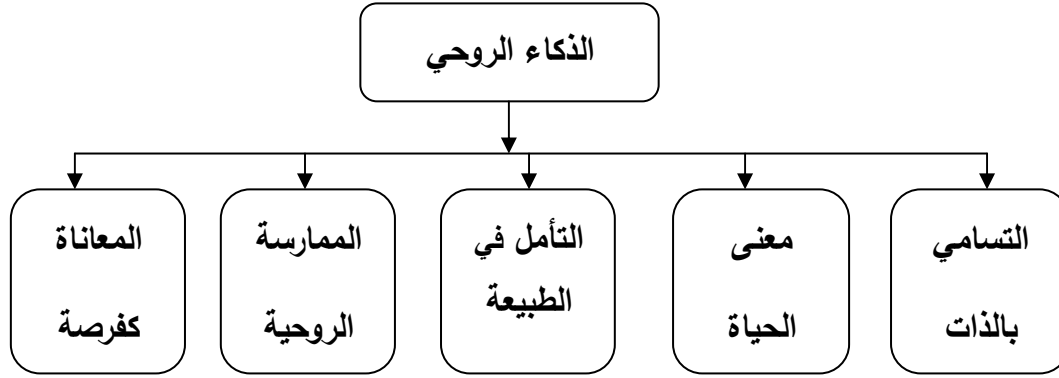 الذكاء الروحي
التسامي
بالذات
معنى
الحياة
التأمل في
الطبيعة
الممارسة
الروحية
المعاناة
كفرصة